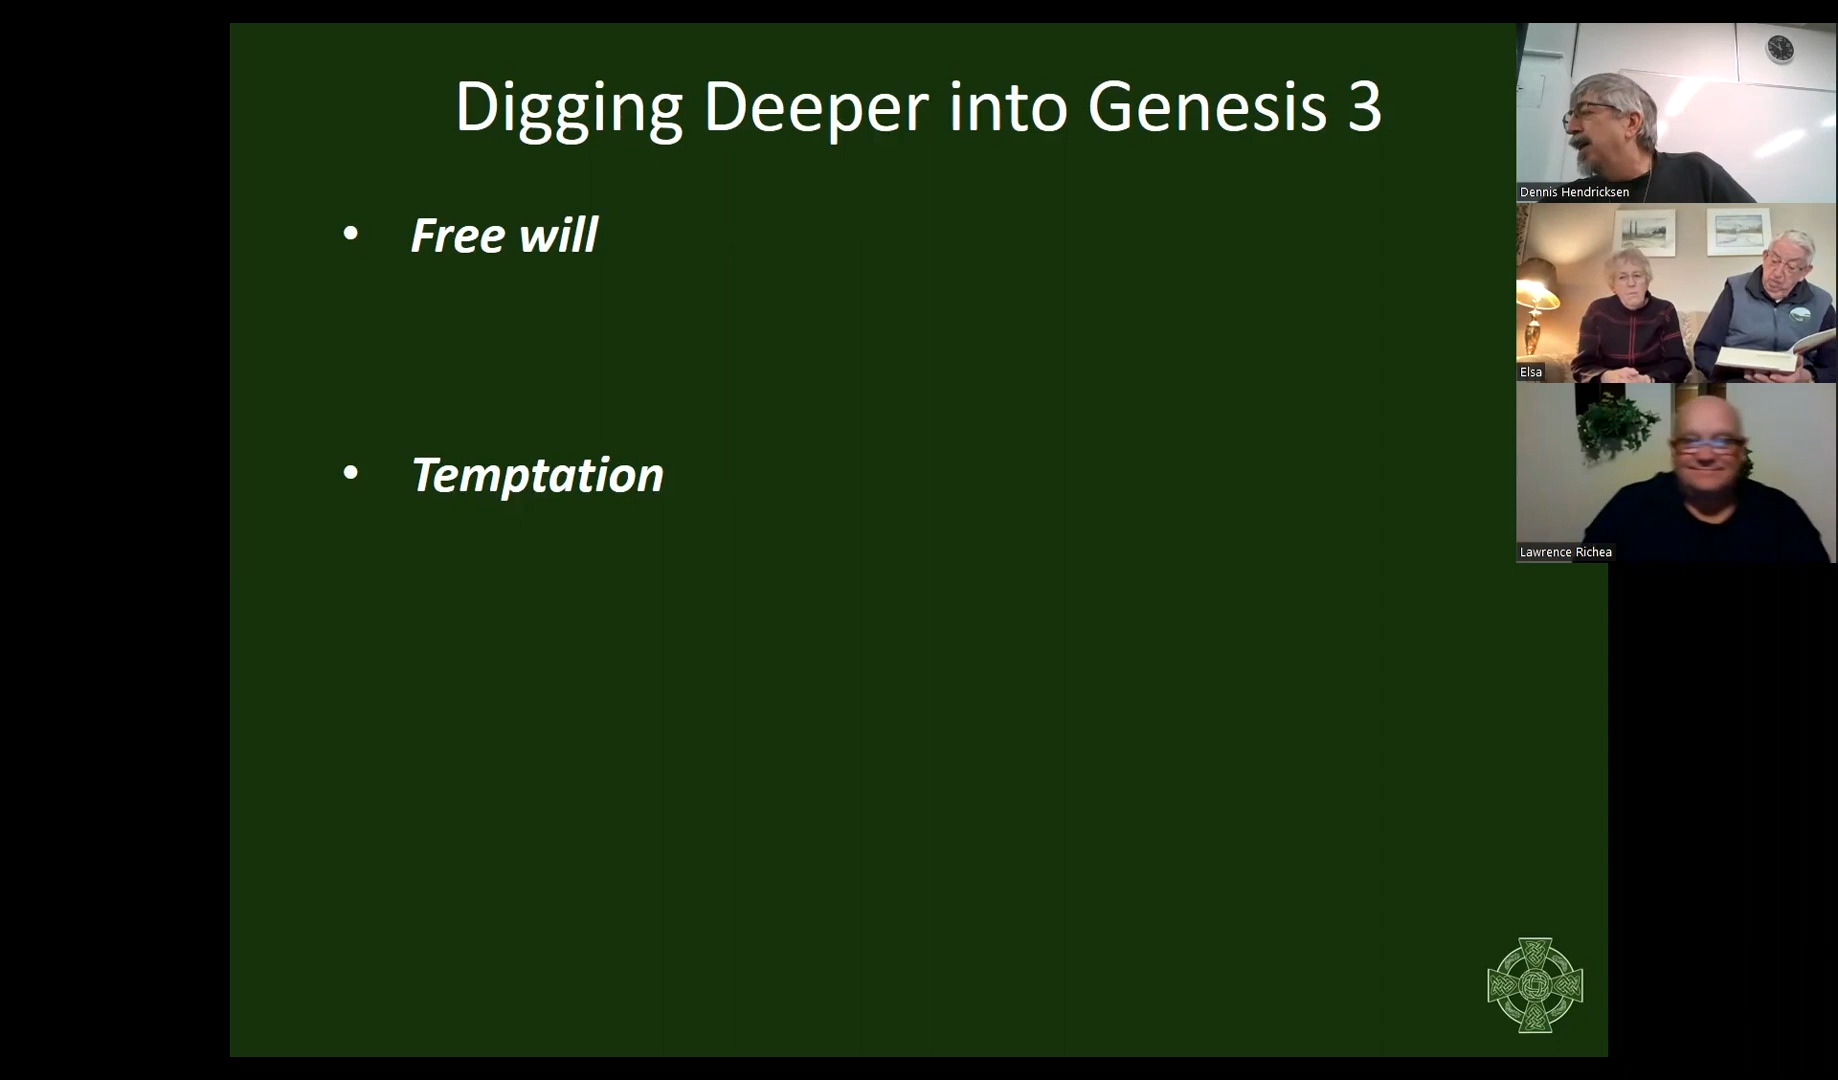 Digging Deeper into Genesis 3
• Free will
• Temptation
Dennis Hendricksen
Elsa
Lawrence Richea